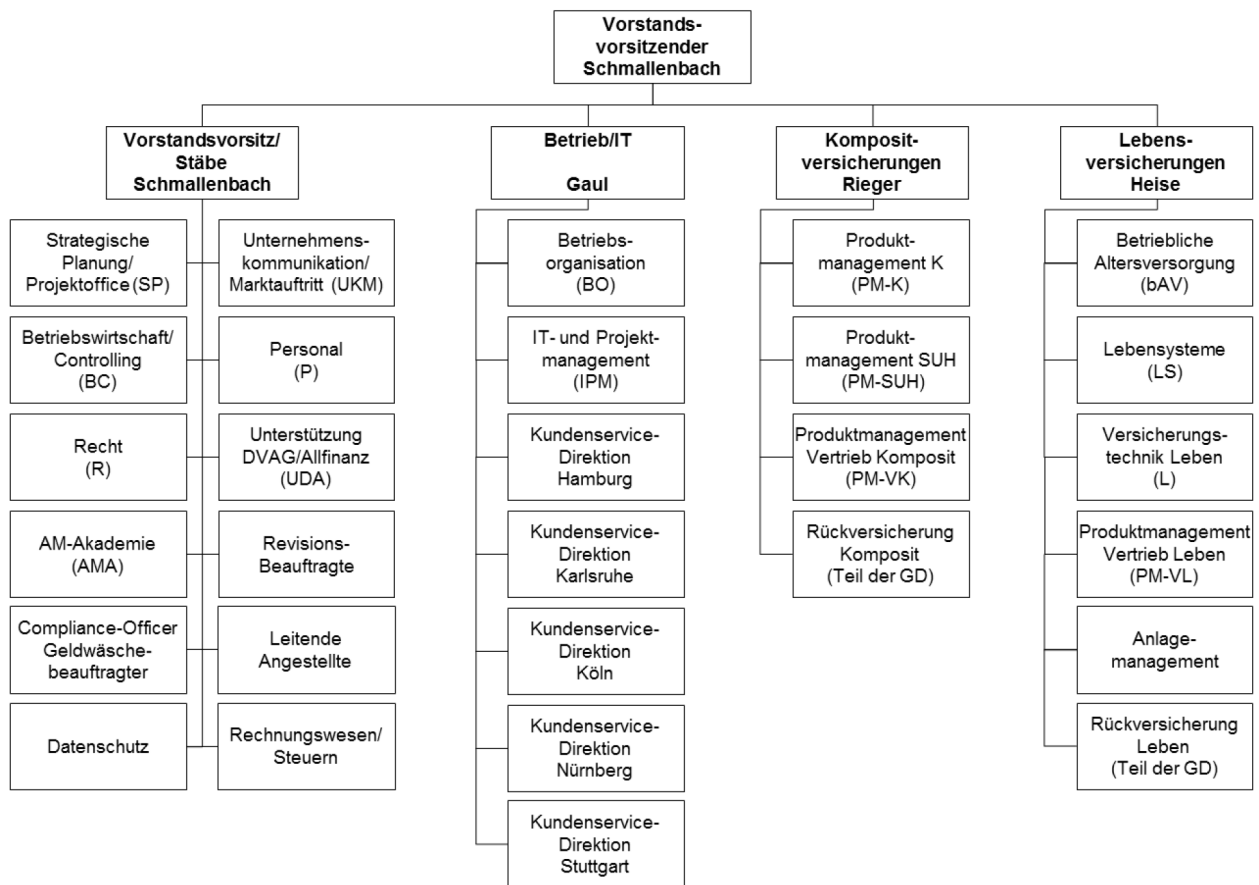 Vorstands-
vorsitzender
Schmallenbach
Vorstandsvorsitz/
Stäbe
Schmallenbach
Strategische
Planung/
Projektoffice (SP)
Unternehmens-
kommunikation/
Marktauftritt (UKM)
Betriebswirtschaft/
Controlling
(BC)
Personal
(P)
Recht
(R)
Unterstützung
DVAG/Allfinanz
(UDA)
AM-Akademie
(AMA)
Revisions-
Beauftragte
Compliance-Officer
Geldwäsche-
beauftragter
Leitende
Angestellte
Datenschutz
Rechnungswesen/
Steuern
Betrieb/IT
Gaul
Betriebs-
organisation
(BO)
IT- und Projekt-
management
(IPM)
Kundenservice-
Direktion
Hamburg
Kundenservice-
Direktion
Karlsruhe
Kundenservice-
Direktion
Köln
Kundenservice-
Direktion
Nürnberg
Kundenservice-
Direktion
Stuttgart
Komposit-
versicherungen
Rieger
Produkt-
management K
(PM-K)
Produkt-
management SUH
(PM-SUH)
Produktmanagement
Vertrieb Komposit
(PM-VK)
Rückversicherung
Komposit
(Teil der GD)
Lebens-
versicherungen
Heise
Betriebliche
Altersversorgung
(bAV)
Lebensysteme
(LS)
Versicherungs-
technik Leben
(L)
Produktmanagement
Vertrieb Leben
(PM-VL)
Anlage-
management
Rückversicherung
Leben
(Teil der GD)